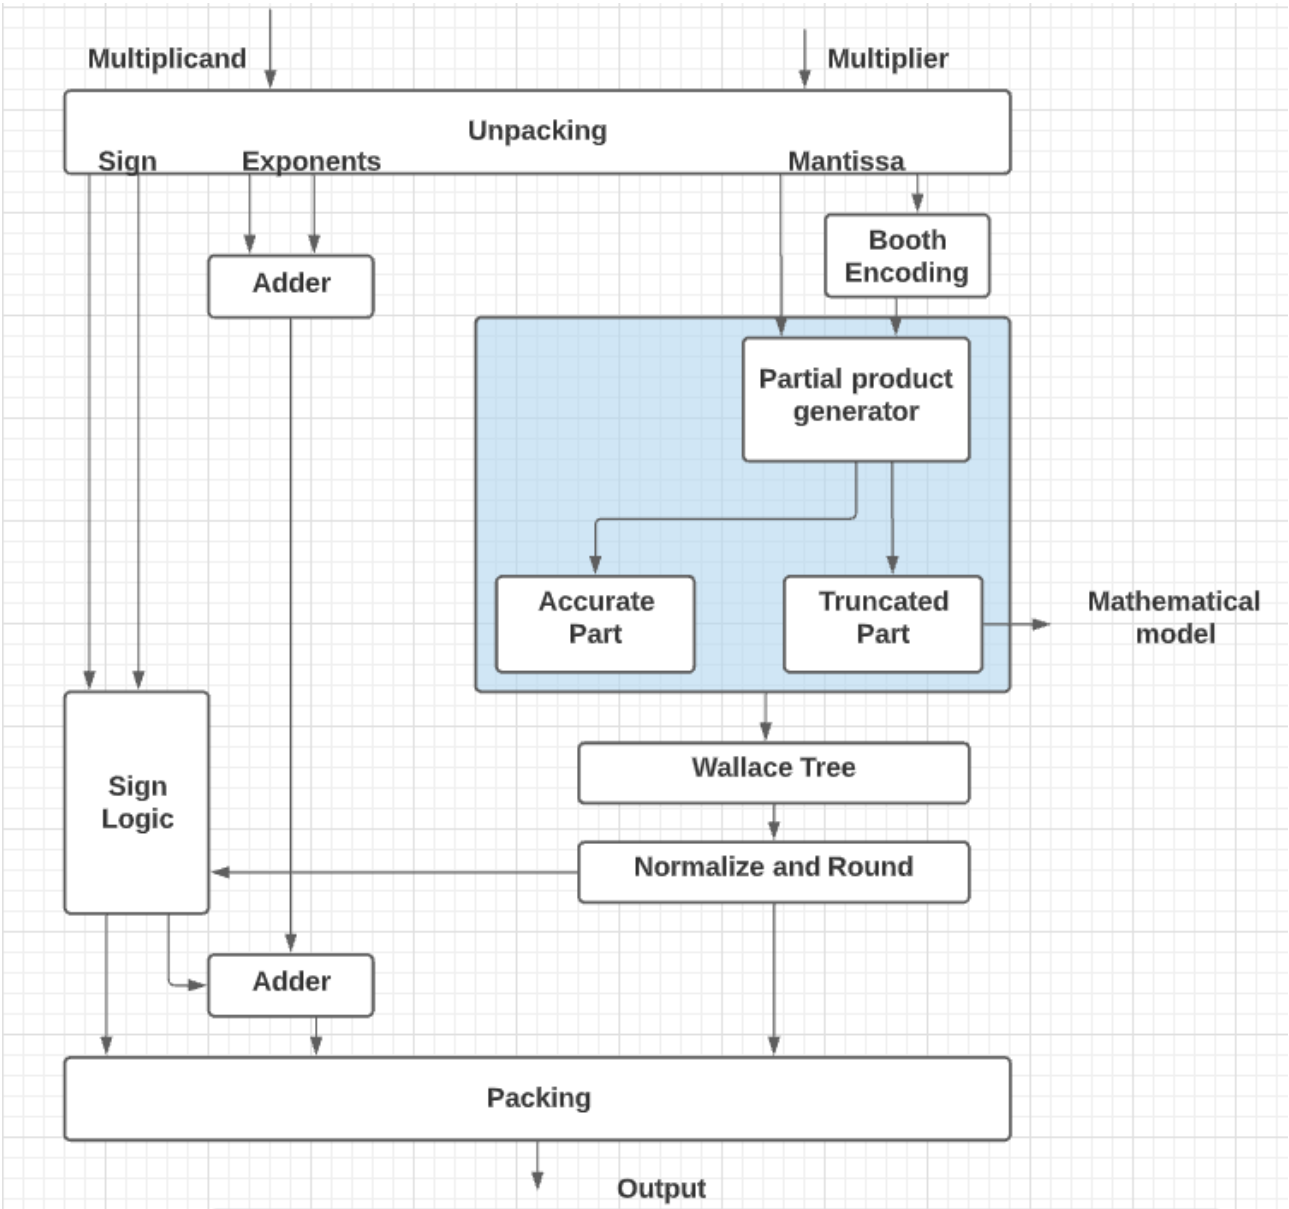 Multiplicand
Multiplier
Unpacking
Sign
Exponents
Mantissa
Booth
Encoding
Adder
Partial product
generator
Accurate
Part
Truncated
Part
Mathematical
model
Wallace Tree
Sign
Logic
Normalize and Round
Adder
Packing
Output